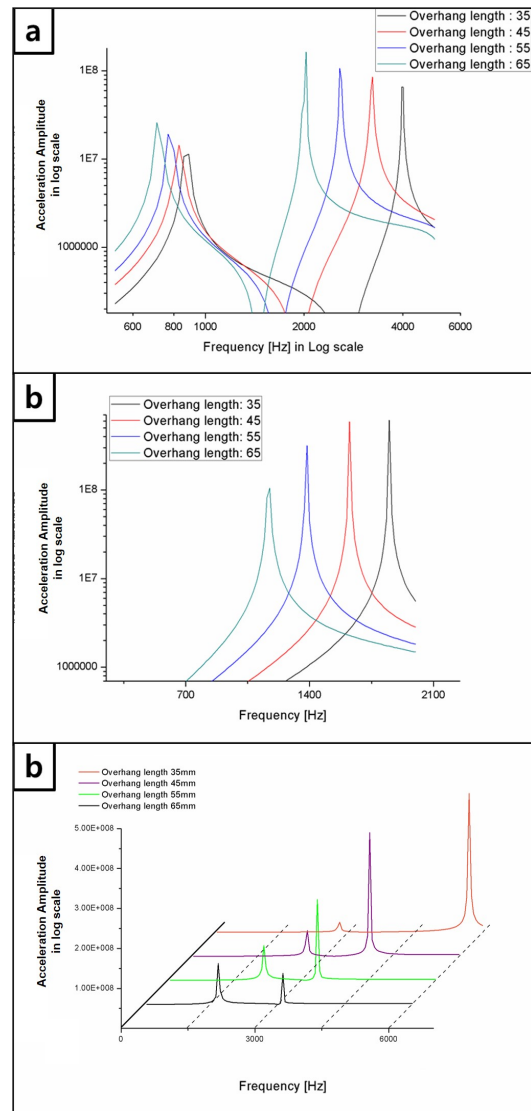 a
Overhang length : 35
Overhang length : 45
Overhang length : 55
Overhang length : 65
Acceleration Amplitude
in log scale
1E8
1E7
1000000
600
800
1000
2000
4000
6000
Frequency [Hz] in Log scale
b
Overhang length: 35
Overhang length: 45
Overhang length: 55
Overhang length: 65
Acceleration Amplitude
in log scale
1E8
1E7
1000000
700
1400
2100
Frequency [Hz]
b
Overhang length 35mm
Overhang length 45mm
Overhang length 55mm
Overhang length 65mm
Acceleration Amplitude
in log scale
5.00E+008
4.00E+008
3.00E+008
2.00E+008
1.00E+008
0
3000
6000
Frequency [Hz]